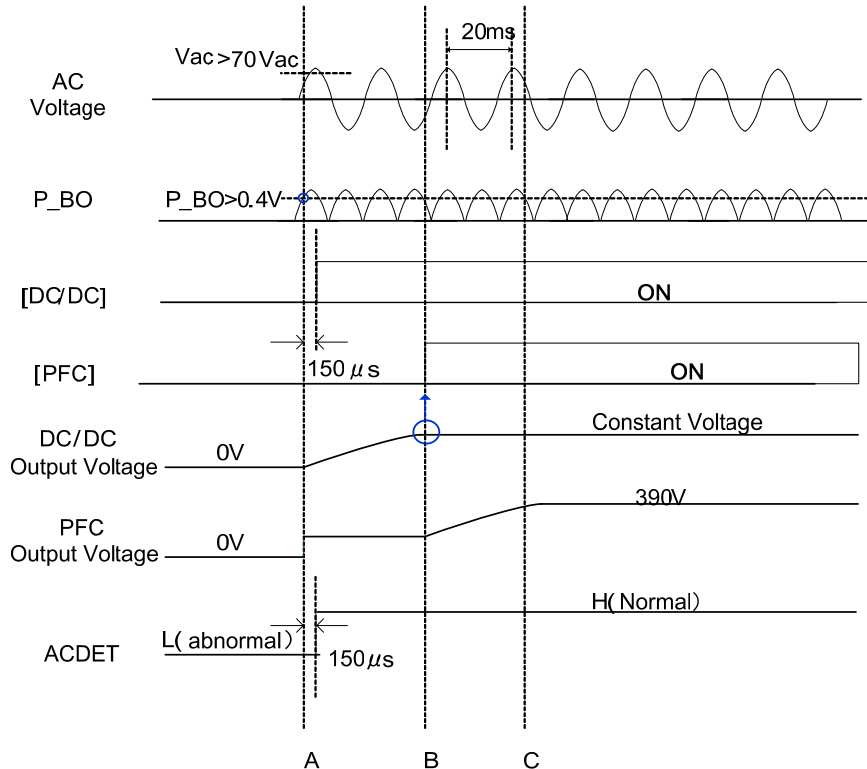 20ms
Vac>70Vac
AC
Voltage
P_BO
P_BO>0.4V
[DC/DC]
ON
150μs
[PFC]
ON
DC/DC
Output Voltage
0V
Constant Voltage
PFC
Output Voltage
0V
390V
H(Normal)
L(abnormal)
ACDET
150μs
A
B
C